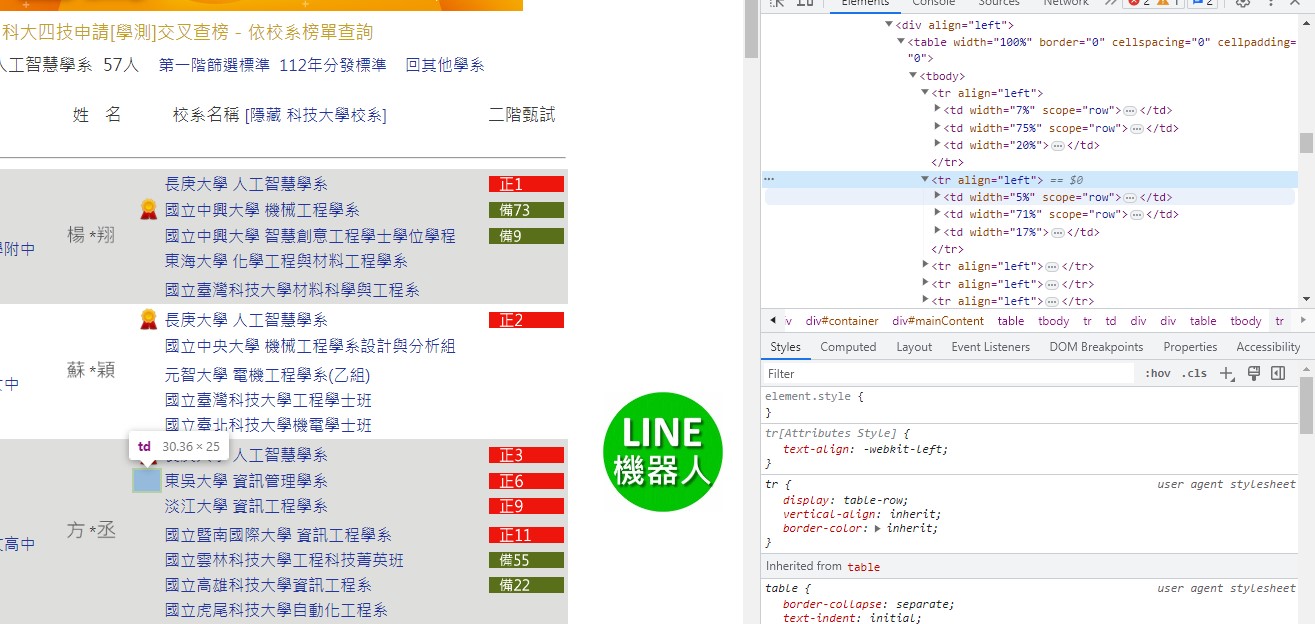 科大四技申請[學測]交叉查榜 - 依校系榜單查詢
人工智慧學系 57人 第一階篩選標準 112年分發標準 回其他學系
姓 名 校系名稱 [隱藏 科技大學校系] 二階甄試
長庚大學 人工智慧學系 正1
國立中興大學 機械工程學系 備73
楊*翔
國立中興大學 智慧創意工程學士學位學程 備9
學附中
東海大學 化學工程與材料工程學系
國立臺灣科技大學材料科學與工程系
長庚大學 人工智慧學系 正2
國立中央大學 機械工程學系設計與分析組
蘇*穎
元智大學 電機工程學系(乙組)
女中
國立臺灣科技大學工程學士班
國立臺北科技大學機電學士班
td 30.36 × 25
人工智慧學系 正3
東吳大學 資訊管理學系 正6
淡江大學 資訊工程學系 正9
方*丞
國立暨南國際大學 資訊工程學系 正11
高中
國立雲林科技大學工程科技菁英班 備55
國立高雄科技大學資訊工程系 備22
國立虎尾科技大學自動化工程系
LINE
機器人
Elements Console Sources Network 2 1 2
<div align="left">
<table width="100%" border="0" cellspacing="0" cellpadding=
"0">
<tbody>
<tr align="left">
<td width="7%" scope="row">…</td>
<td width="75%" scope="row">…</td>
<td width="20%">…</td>
</tr>
<tr align="left"> == $0
<td width="5%" scope="row">…</td>
<td width="71%" scope="row">…</td>
<td width="17%">…</td>
</tr>
<tr align="left">…</tr>
<tr align="left">…</tr>
<tr align="left">…</tr>
iv div#container div#mainContent table tbody tr td div div table tbody tr
Styles Computed Layout Event Listeners DOM Breakpoints Properties Accessibility
Filter :hov .cls
element.style {
}
tr[Attributes Style] {
text-align: -webkit-left;
}
tr { user agent stylesheet
display: table-row;
vertical-align: inherit;
border-color: inherit;
}
Inherited from table
table { user agent stylesheet
border-collapse: separate;
text-indent: initial;